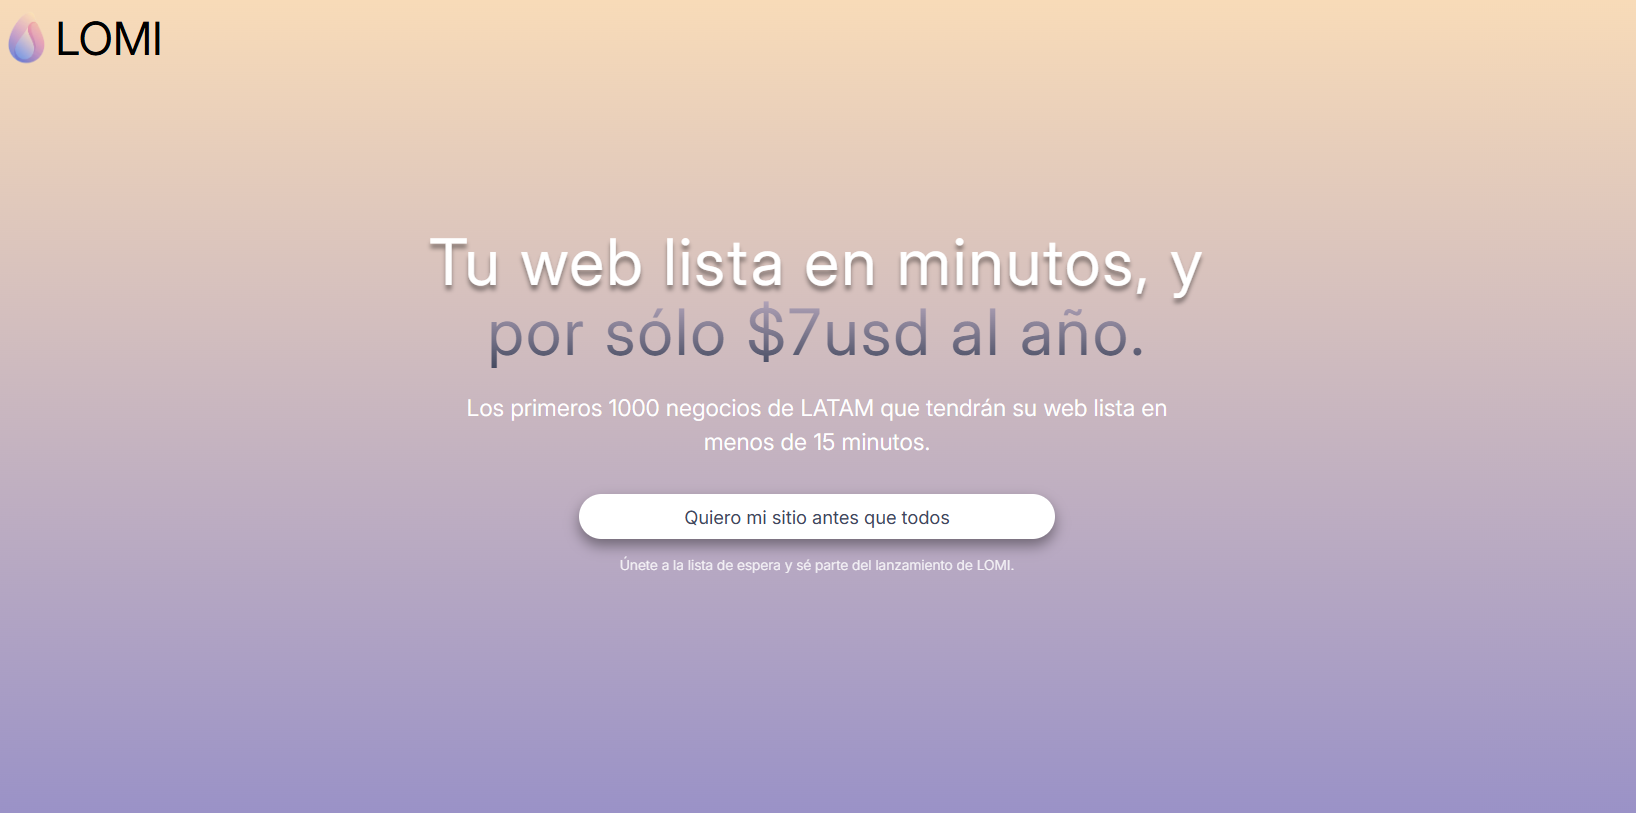 LOMI
Tu web lista en minutos, y
por sólo $7usd al año.
Los primeros 1000 negocios de LATAM que tendrán su web lista en
menos de 15 minutos.
Quiero mi sitio antes que todos
Únete a la lista de espera y sé parte del lanzamiento de LOMI.